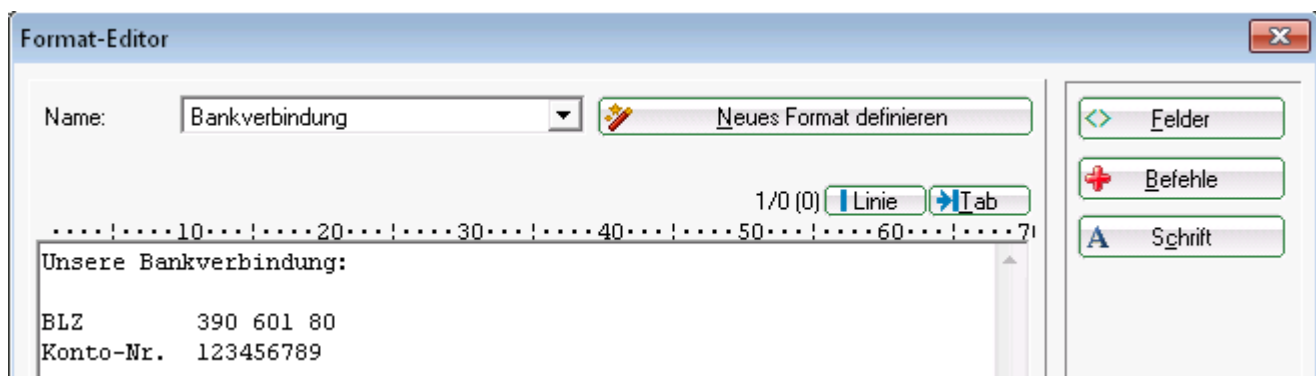 Format-Editor
Name: Bankverbindung Neues Format definieren Felder
Befehle
1/0 (0) Linie Tab
····¦····10···¦····20···¦····30···¦····40···¦····50···¦····60···¦····7 Schrift
Unsere Bankverbindung:
BLZ 390 601 80
Konto-Nr. 123456789